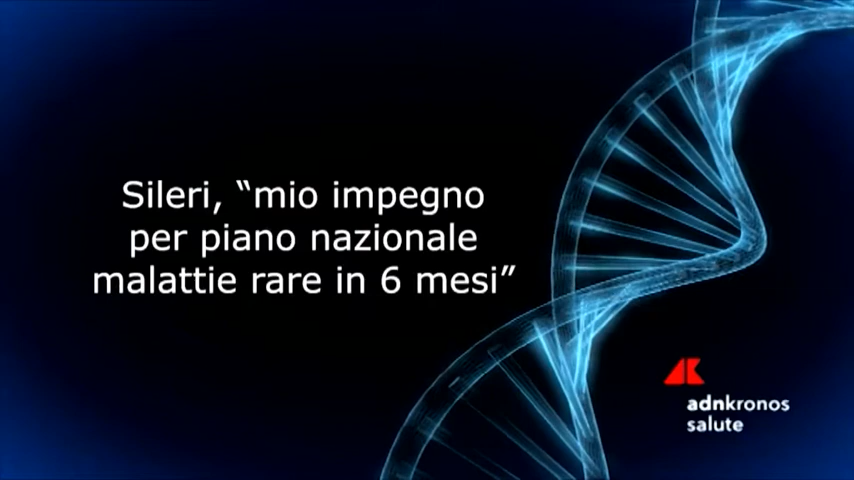 Sileri, “mio impegno
per piano nazionale
malattie rare in 6 mesi”
adnkronos
salute